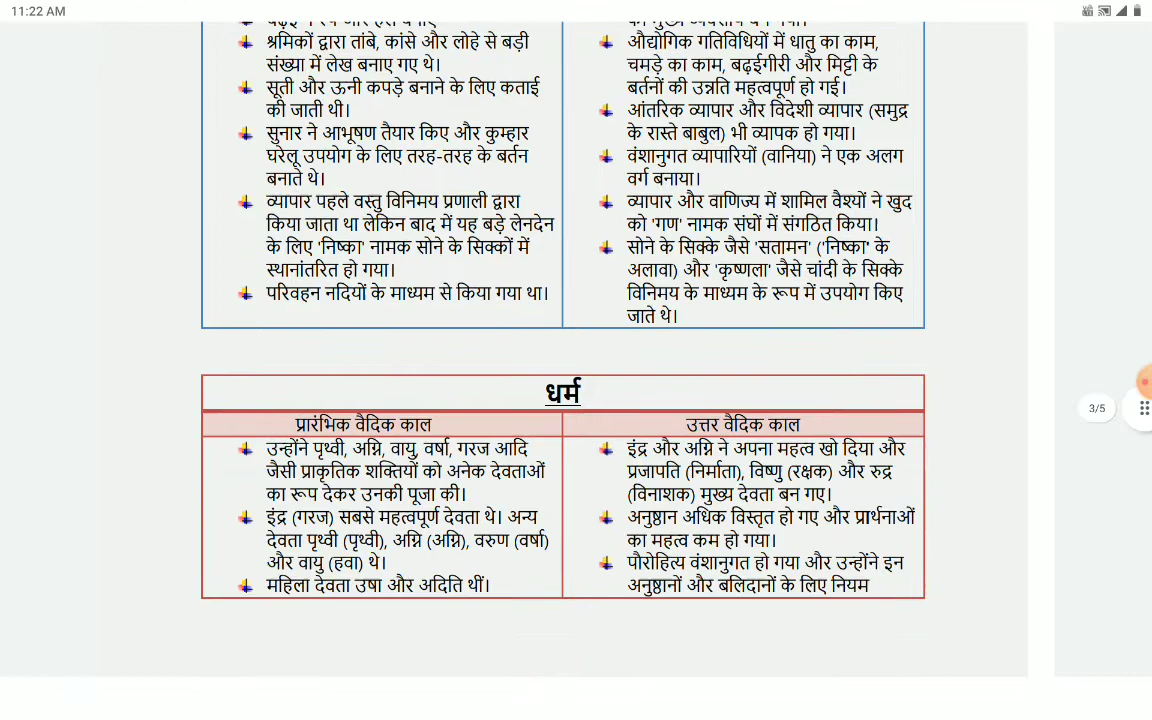 11:22 AM
श्रमिकों द्वारा तांबे, कांसे और लोहे से बड़ी
संख्या में लेख बनाए गए थे।
सूती और ऊनी कपड़े बनाने के लिए कताई
की जाती थी।
सुनार ने आभूषण तैयार किए और कुम्हार
घरेलू उपयोग के लिए तरह-तरह के बर्तन
बनाते थे।
व्यापार पहले वस्तु विनिमय प्रणाली द्वारा
किया जाता था लेकिन बाद में यह बड़े लेनदेन
के लिए 'निष्का' नामक सोने के सिक्कों में
स्थानांतरित हो गया।
परिवहन नदियों के माध्यम से किया गया था।
औद्योगिक गतिविधियों में धातु का काम,
चमड़े का काम, बढ़ईगीरी और मिट्टी के
बर्तनों की उन्नति महत्वपूर्ण हो गई।
आंतरिक व्यापार और विदेशी व्यापार (समुद्र
के रास्ते बाबुल) भी व्यापक हो गया।
वंशानुगत व्यापारियों (वानिया) ने एक अलग
वर्ग बनाया।
व्यापार और वाणिज्य में शामिल वैश्यों ने खुद
को 'गण' नामक संघों में संगठित किया।
सोने के सिक्के जैसे 'सतामन' ('निष्का' के
अलावा) और 'कृष्णला' जैसे चांदी के सिक्के
विनिमय के माध्यम के रूप में उपयोग किए
जाते थे।
धर्म
प्रारंभिक वैदिक काल
उन्होंने पृथ्वी, अग्नि, वायु, वर्षा, गरज आदि
जैसी प्राकृतिक शक्तियों को अनेक देवताओं
का रूप देकर उनकी पूजा की।
इंद्र (गरज) सबसे महत्वपूर्ण देवता थे। अन्य
देवता पृथ्वी (पृथ्वी), अग्नि (अग्नि), वरुण (वर्षा)
और वायु (हवा) थे।
महिला देवता उषा और अदिति थीं।
उत्तर वैदिक काल
इंद्र और अग्नि ने अपना महत्व खो दिया और
प्रजापति (निर्माता), विष्णु (रक्षक) और रुद्र
(विनाशक) मुख्य देवता बन गए।
अनुष्ठान अधिक विस्तृत हो गए और प्रार्थनाओं
का महत्व कम हो गया।
पौरोहित्य वंशानुगत हो गया और उन्होंने इन
अनुष्ठानों और बलिदानों के लिए नियम
3/5